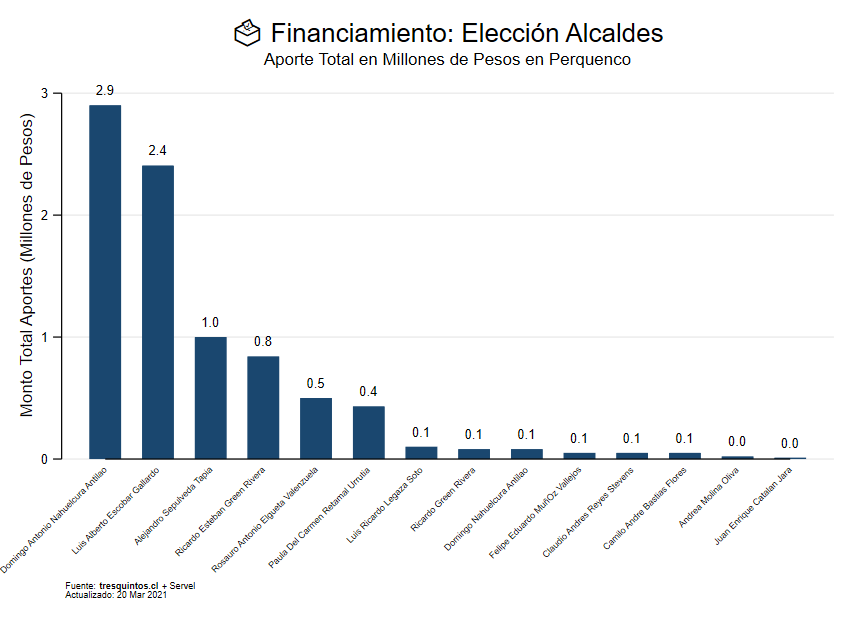 Financiamiento: Elección Alcaldes
Aporte Total en Millones de Pesos en Perquenco
Monto Total Aportes (Millones de Pesos)
3
2
1
0
2.9
2.4
1.0
0.8
0.5
0.4
0.1
0.1
0.1
0.1
0.1
0.1
0.0
0.0
Domingo Antonio Nahuelcura Antilao
Luis Alberto Escobar Gallardo
Alejandro Sepulveda Tapia
Ricardo Esteban Green Rivera
Rosauro Antonio Elgueta Valenzuela
Paula Del Carmen Retamal Urrutia
Luis Ricardo Legaza Soto
Ricardo Green Rivera
Domingo Nahuelcura Antillao
Felipe Eduardo MuñOz Vallejos
Claudio Andres Reyes Stevens
Camilo Andre Bastias Flores
Andrea Molina Oliva
Juan Enrique Catalan Jara
Fuente: tresquintos.cl + Servel
Actualizado: 20 Mar 2021